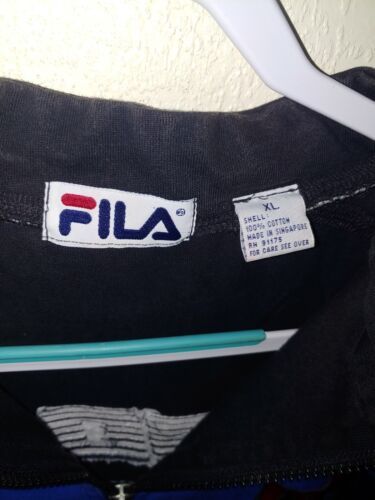 FILA®
XL
SHELL:
100% COTTON
MADE IN SINGAPORE
RN 91175
FOR CARE SEE OVER